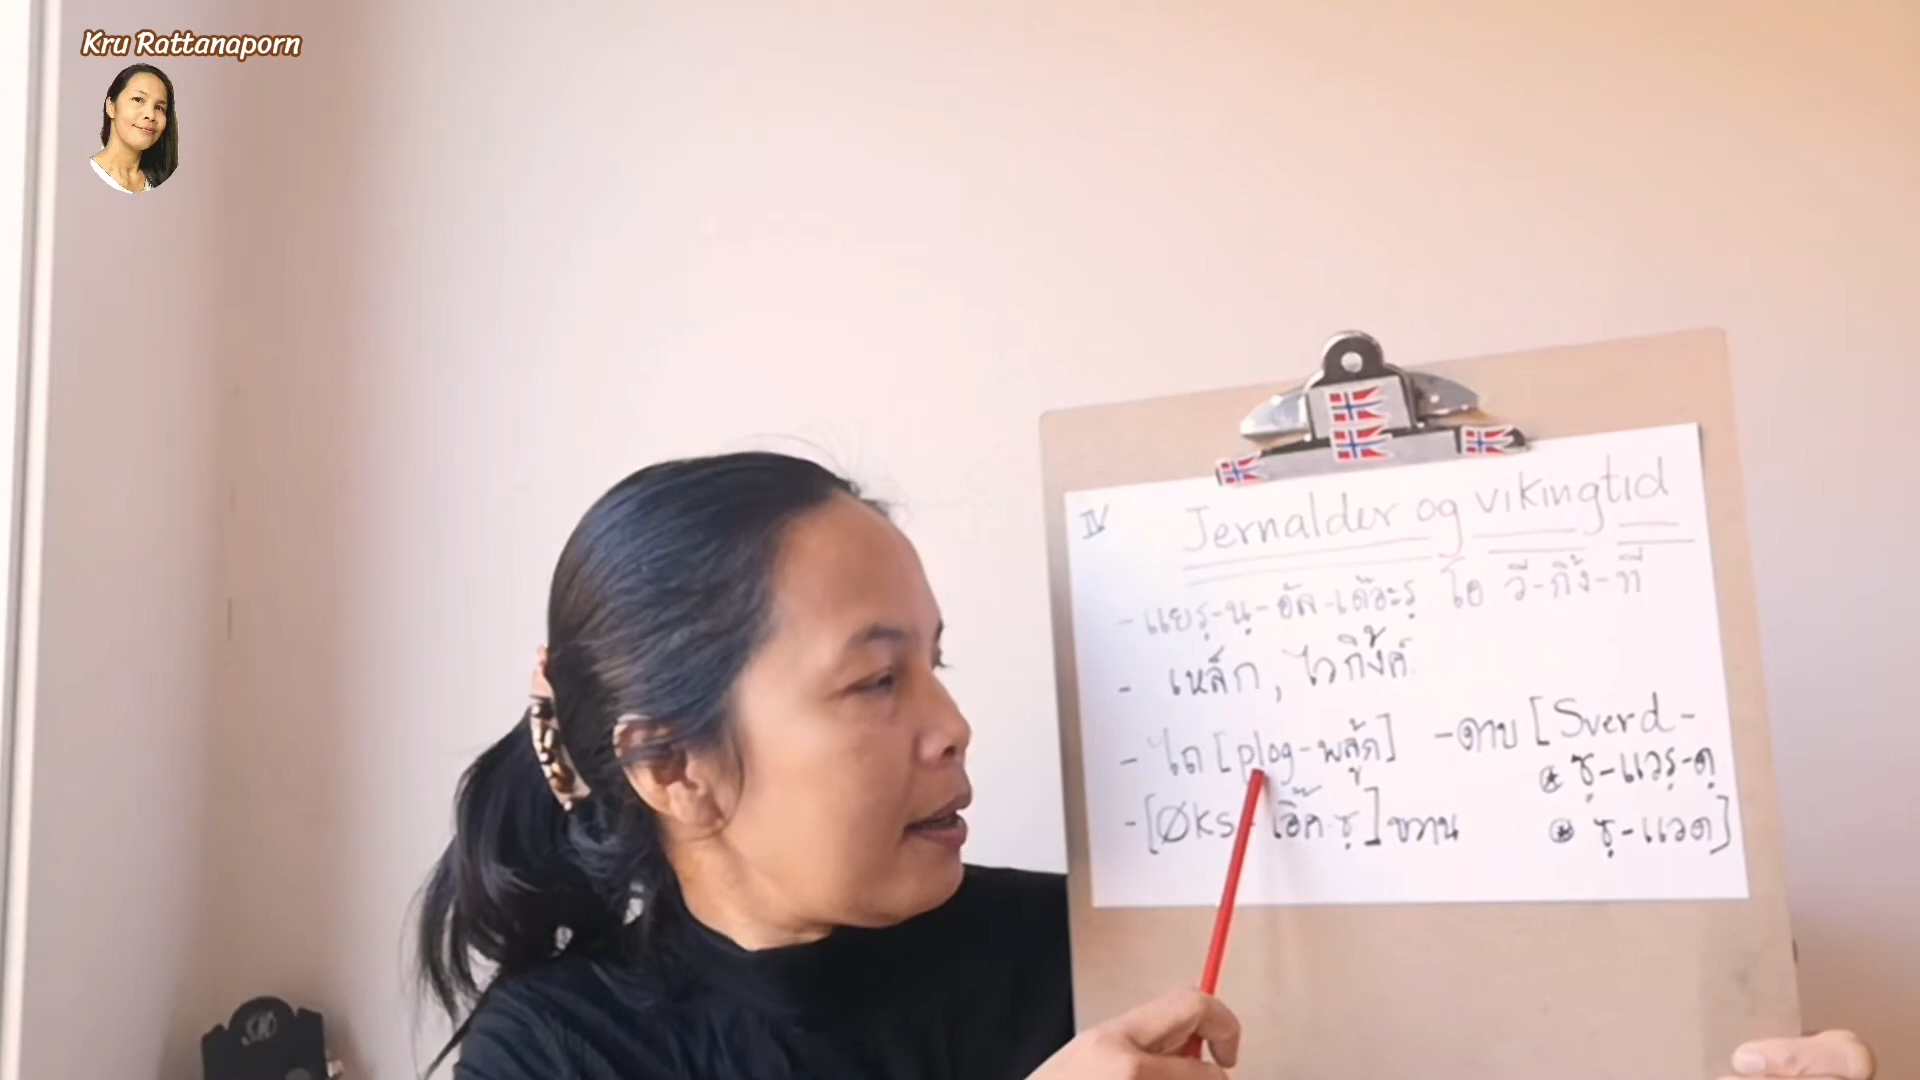 Kru Rattanaporn
IV
Jernalder og vikingtid
- แยรฺ-นฺ-อัล-เด้อะรฺ โอ วี-กิ้ง-ที
- เหล็ก, ไวกิ้งค์
- ไถ [plog-พลู้ก] -ดาบ [Sverd-
⊛ ซฺ-แวรฺ-ดฺ
- [Øks - เอิ๊ค-ซฺ] ขวาน ⊛ ซฺ-แวด]